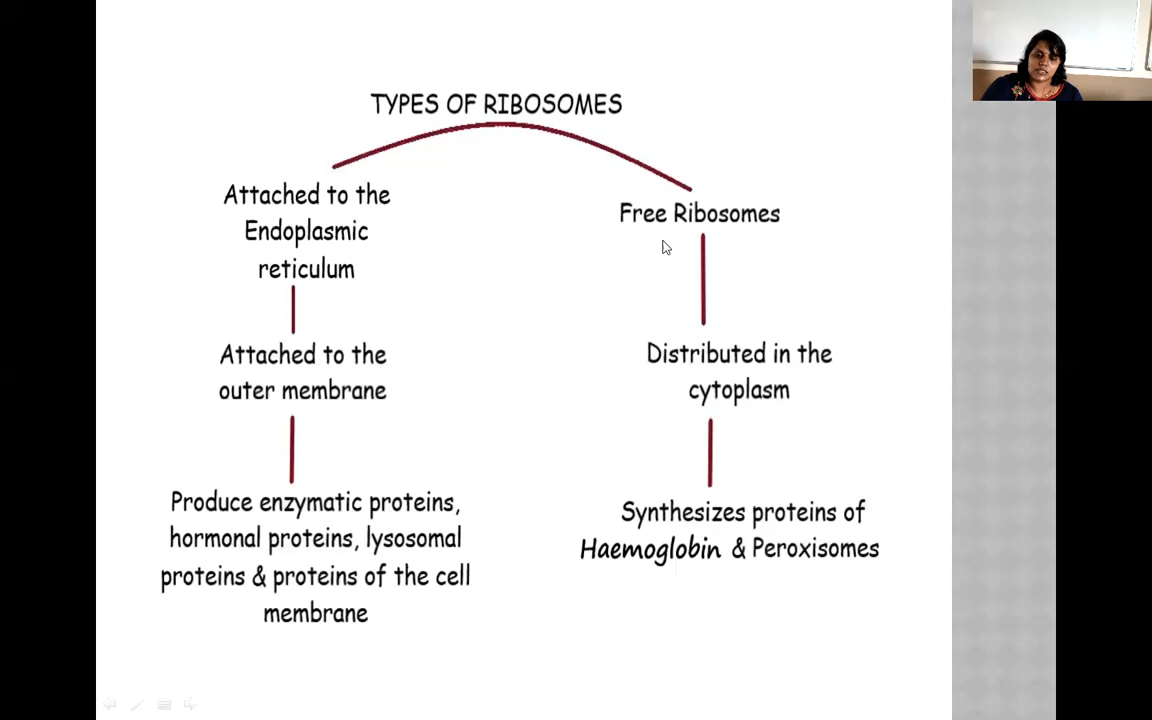 TYPES OF RIBOSOMES
Attached to the
Endoplasmic
reticulum
Attached to the
outer membrane
Produce enzymatic proteins,
hormonal proteins, lysosomal
proteins & proteins of the cell
membrane
Free Ribosomes
Distributed in the
cytoplasm
Synthesizes proteins of
Haemoglobin & Peroxisomes